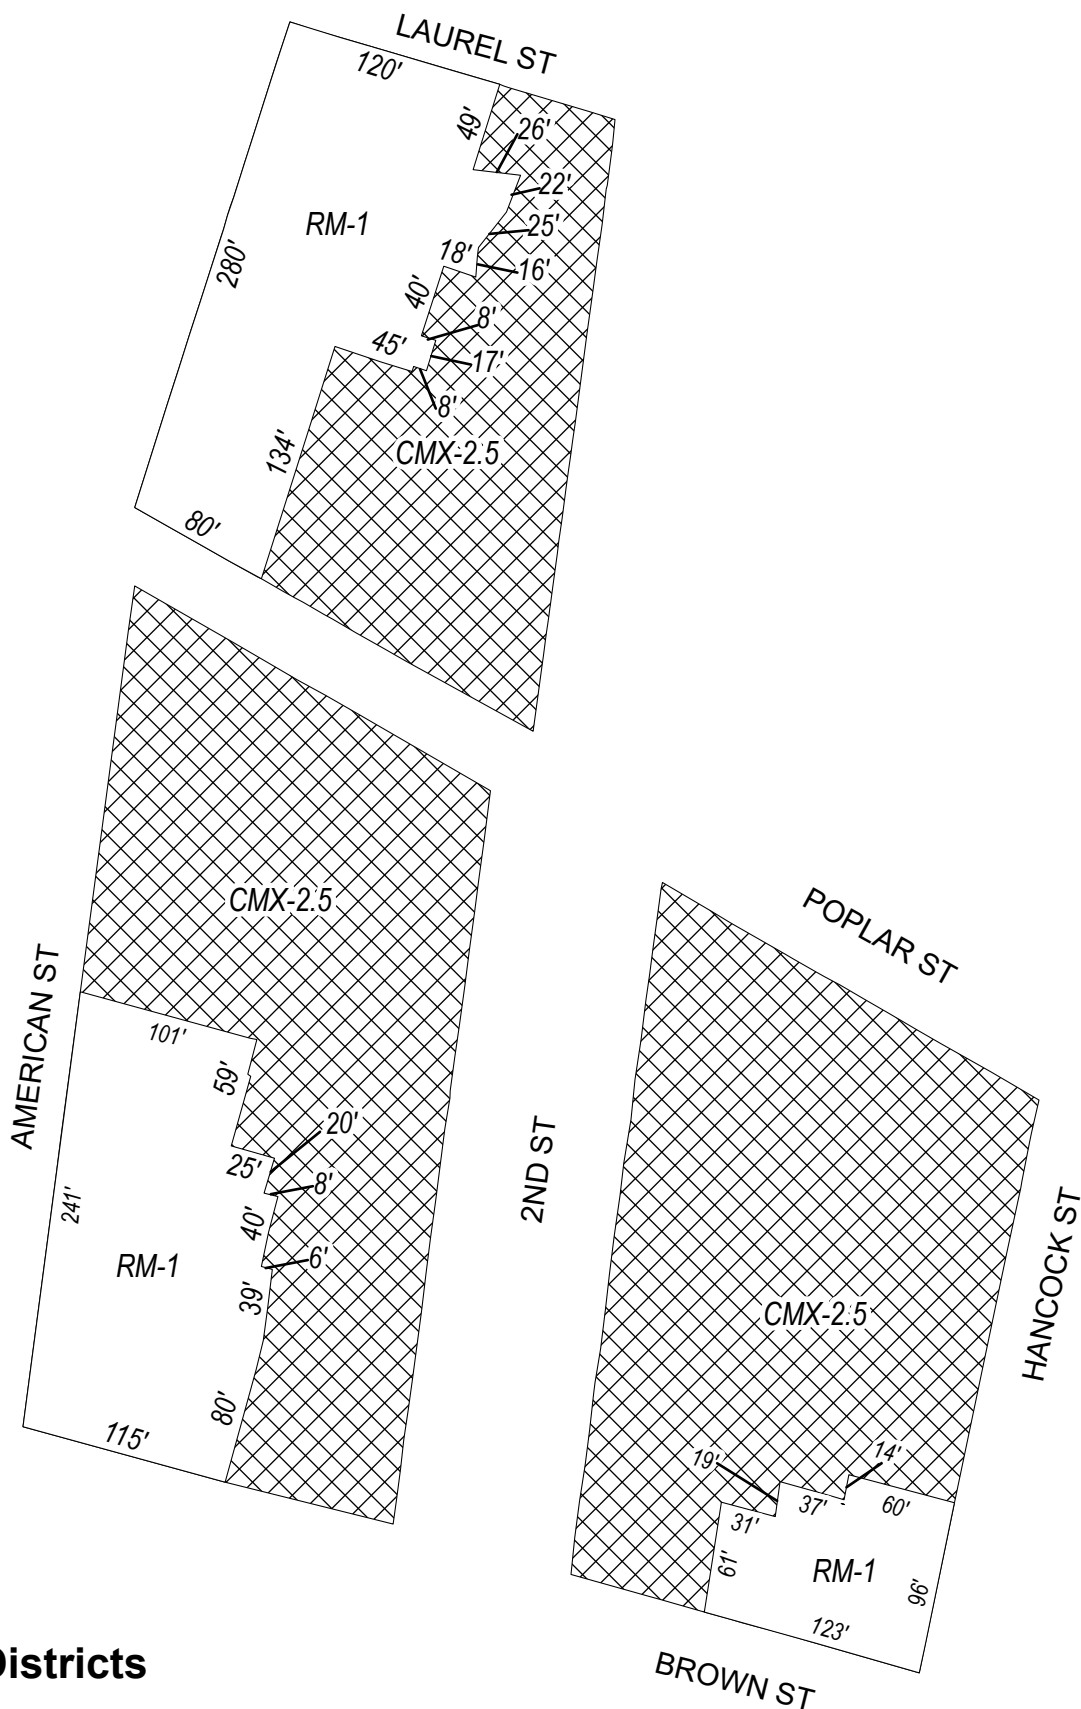 LAUREL ST
120'
49'
26'
22'
RM-1
25'
18'
16'
280'
40'
8'
45'
17'
8'
134'
CMX-2.5
80'
CMX-2.5
POPLAR ST
AMERICAN ST
101'
59'
20'
2ND ST
25'
8'
241'
40'
HANCOCK ST
RM-1
6'
39'
CMX-2.5
80'
115'
19'
14'
37'
60'
31'
61'
RM-1
96'
123'
Districts
BROWN ST